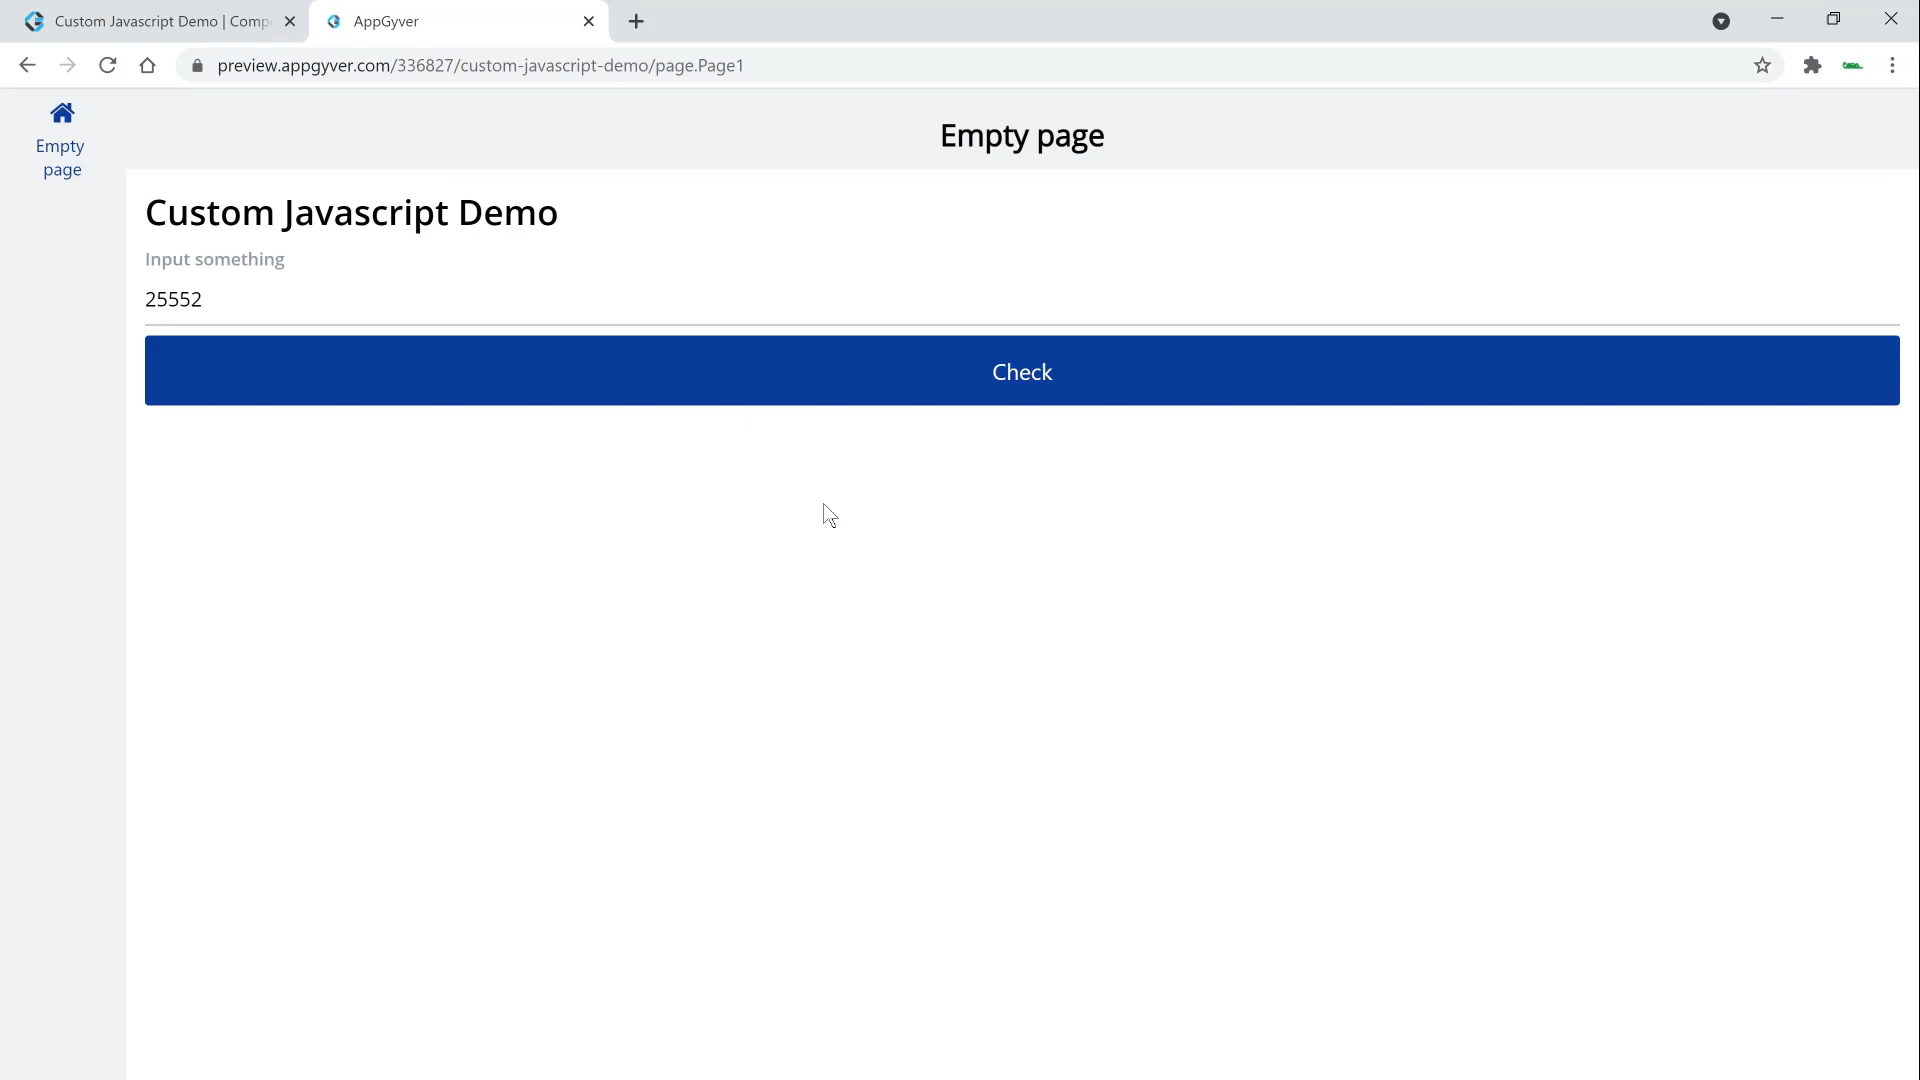 Custom Javascript Demo | Comp
AppGyver
preview.appgyver.com/336827/custom-javascript-demo/page.Page1
Empty
page
Empty page
Custom Javascript Demo
Input something
25552
Check